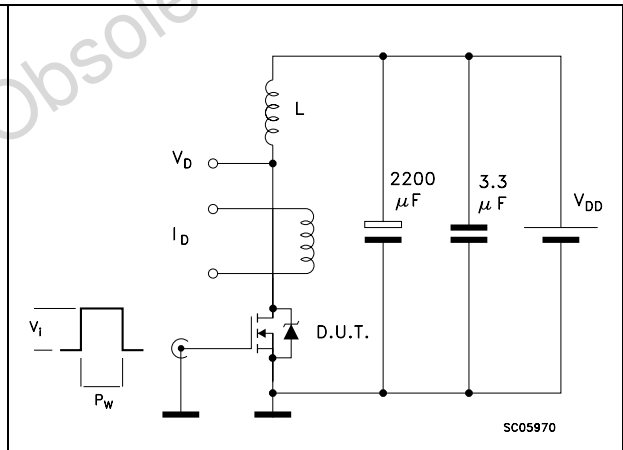 Obsole
L
V_D
2200
μF
3.3
μF
V_DD
I_D
V_i
D.U.T.
P_W
SC05970